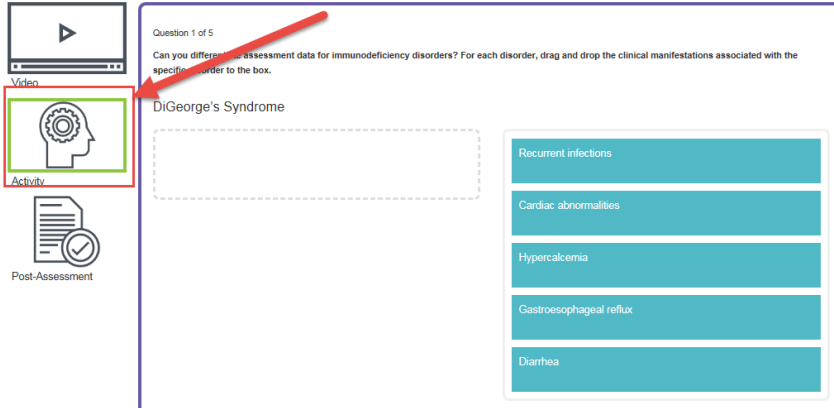 Video
Activity
Post-Assessment
Question 1 of 5
Can you assessment data for immunodeficiency disorders? For each disorder, drag and drop the clinical manifestations associated with the
to the box.
DiGeorge's Syndrome
Recurrent infections
Cardiac abnormalities
Hypercalcemia
Gastroesophageal reflux
Diarrhea